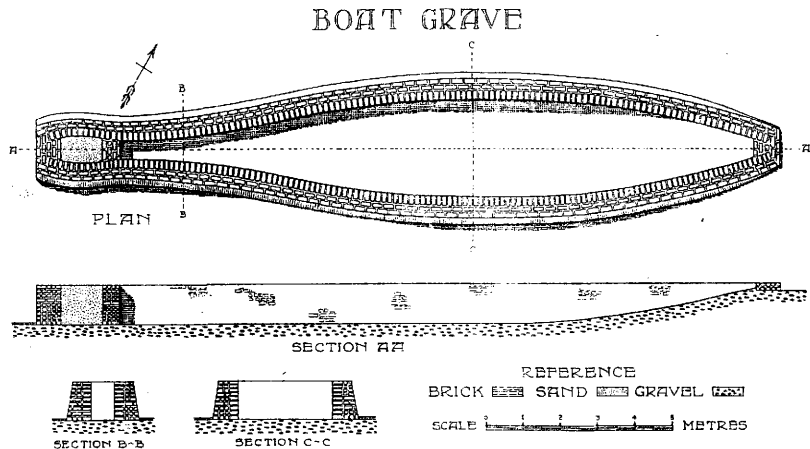 BOAT GRAVE
C
B
A
A
B
C
PLAN
SECTION AA
REFERENCE
BRICK SAND GRAVEL
SECTION B-B
SECTION C-C
SCALE 0 1 2 3 4 5 METRES